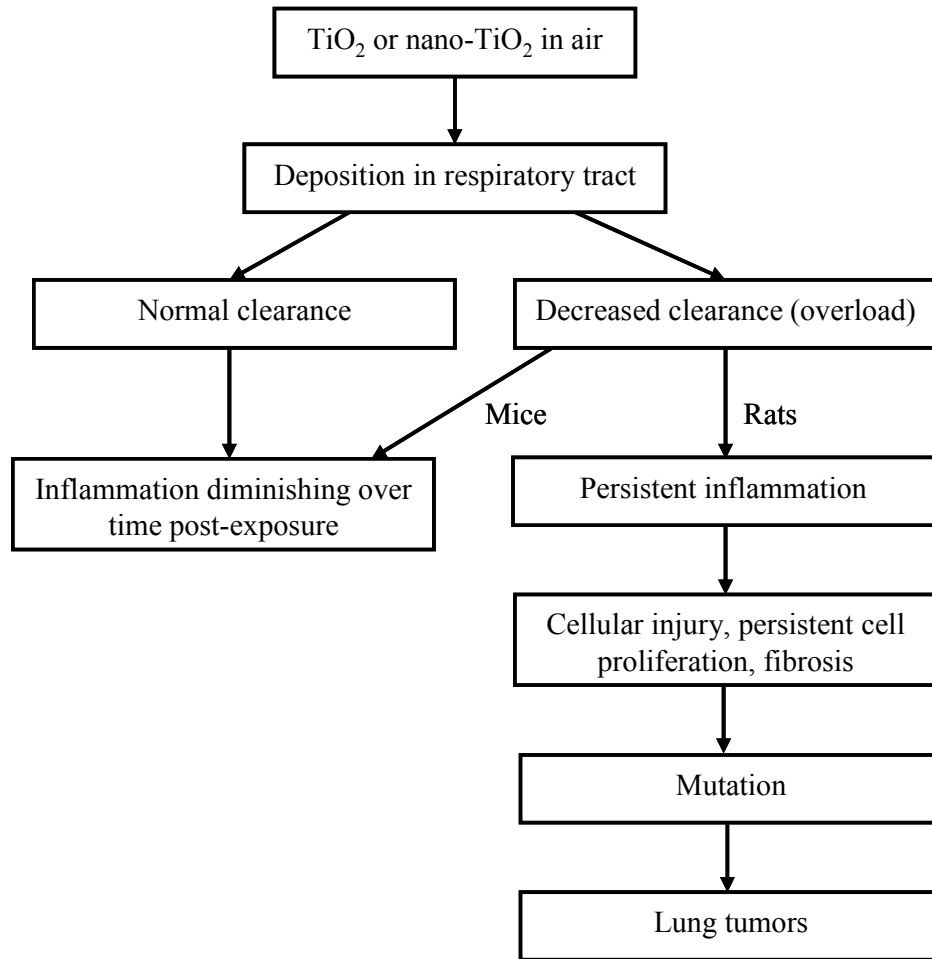 TiO₂ or nano-TiO₂ in air
Deposition in respiratory tract
Normal clearance
Decreased clearance (overload)
Mice
Rats
Inflammation diminishing over
time post-exposure
Persistent inflammation
Cellular injury, persistent cell
proliferation, fibrosis
Mutation
Lung tumors